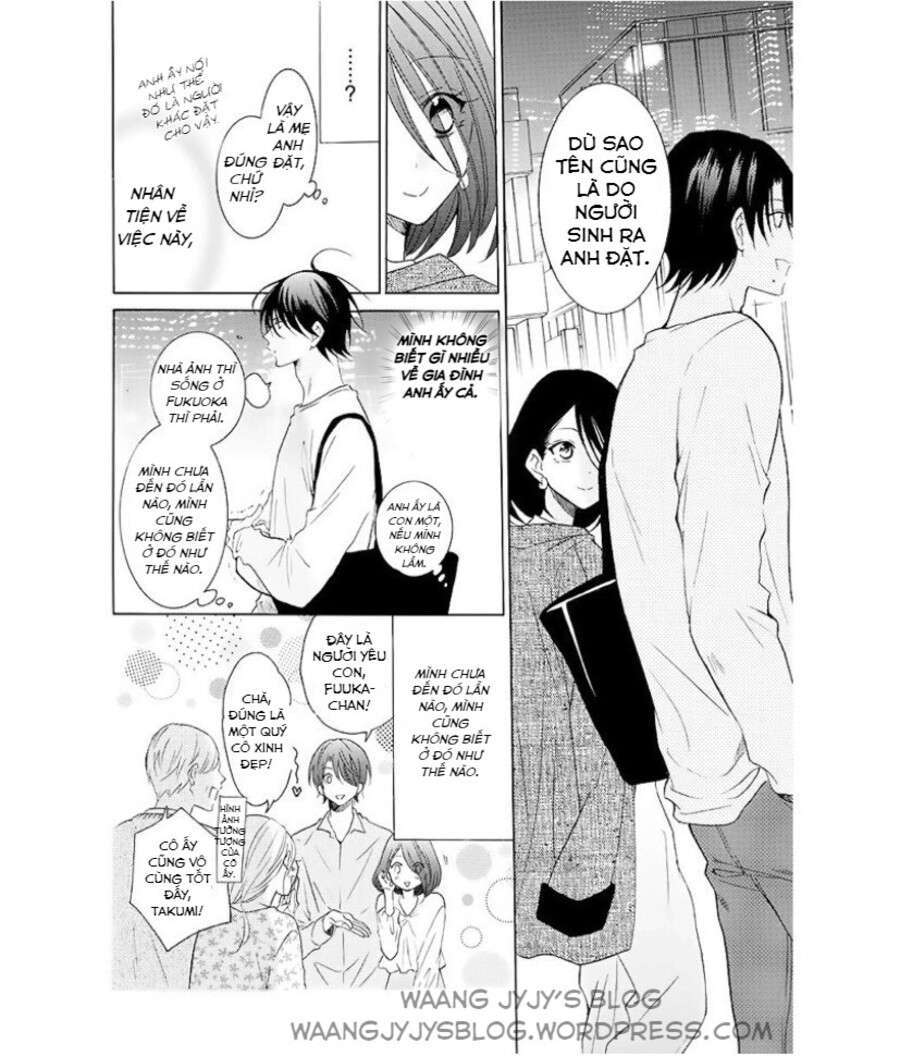 DÙ SAO
TÊN CŨNG
LÀ DO
NGƯỜI
SINH RA
ANH ĐẶT.
.......?
VẬY
LÀ MẸ
ANH
ĐÚNG ĐẶT,
CHỨ
NHỈ?
ANH ẤY NÓI
NHƯ THỂ
ĐÓ LÀ NGƯỜI
KHÁC ĐẶT
CHO VẬY.
NHÂN
TIỆN VỀ
VIỆC NÀY,
MÌNH KHÔNG
BIẾT GÌ NHIỀU
VỀ GIA ĐÌNH
ANH ẤY CẢ.
NHÀ ẢNH THÌ
SỐNG Ở
FUKUOKA
THÌ PHẢI.
ANH ẤY LÀ
CON MỘT,
NẾU MÌNH
KHÔNG
LẦM.
MÌNH CHƯA
ĐẾN ĐÓ LẦN
NÀO, MÌNH
CŨNG
KHÔNG BIẾT
Ở ĐÓ NHƯ
THẾ NÀO.
MÌNH CHƯA
ĐẾN ĐÓ LẦN
NÀO, MÌNH
CŨNG
KHÔNG BIẾT
Ở ĐÓ NHƯ
THẾ NÀO.
ĐÂY LÀ
NGƯỜI YÊU
CON,
FUUKA-
CHAN!
CHÀ,
ĐÚNG LÀ
MỘT QUÝ
CÔ XINH
ĐẸP!
HÌNH
ẢNH
TƯỞNG
TƯỢNG
CỦA
CÔ
ẤY.
CÔ ẤY
CŨNG VÔ
CÙNG TỐT
ĐẤY,
TAKUMI!
WAANG JYJY'S BLOG
WAANGJYJYSBLOG.WORDPRESS.COM